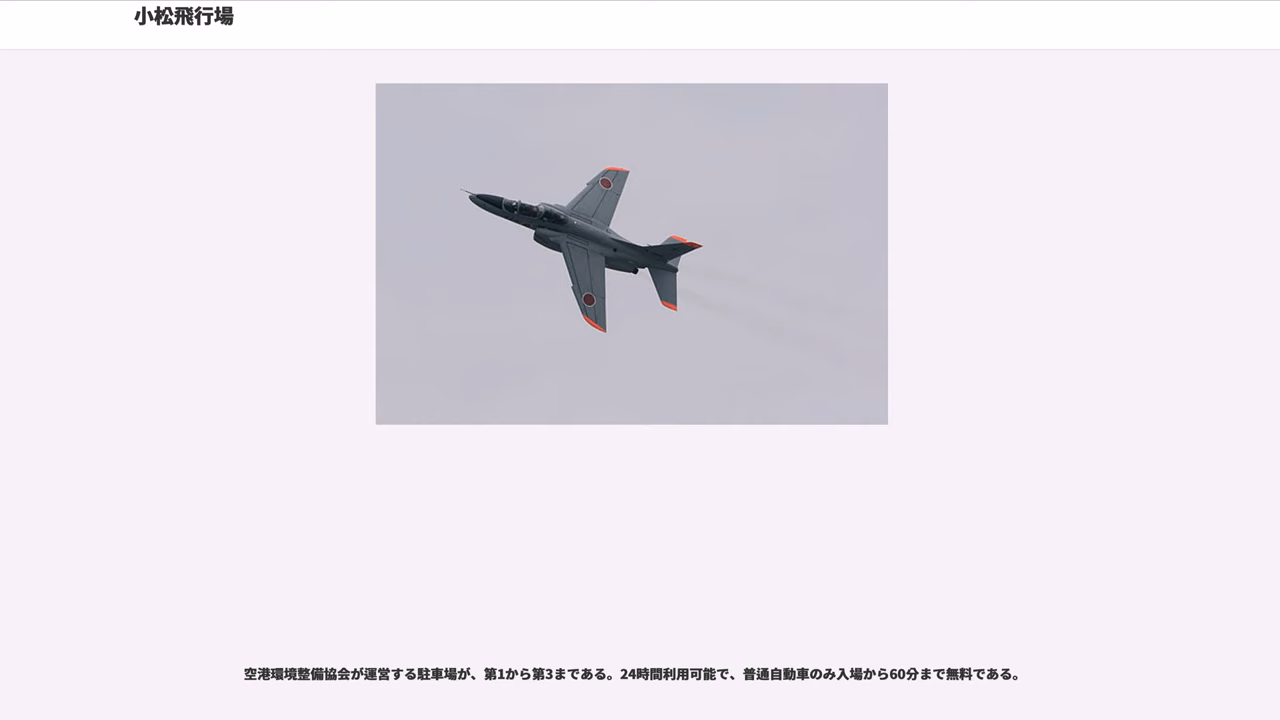 小松飛行場
空港環境整備協会が運営する駐車場が、第1から第3まである。24時間利用可能で、普通自動車のみ入場から60分まで無料である。